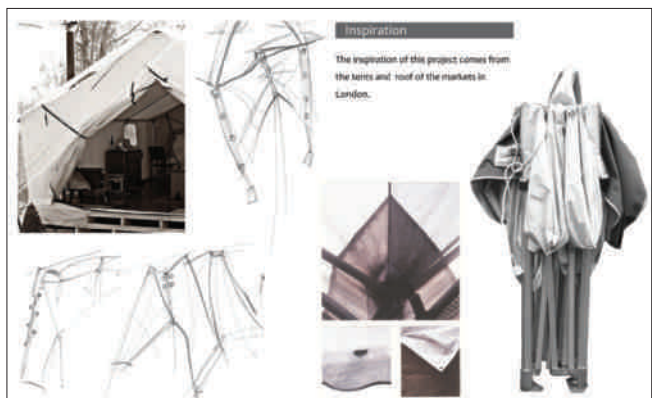 Inspiration
The inspiration of this project comes from
the tents and roof of the markets in
London.